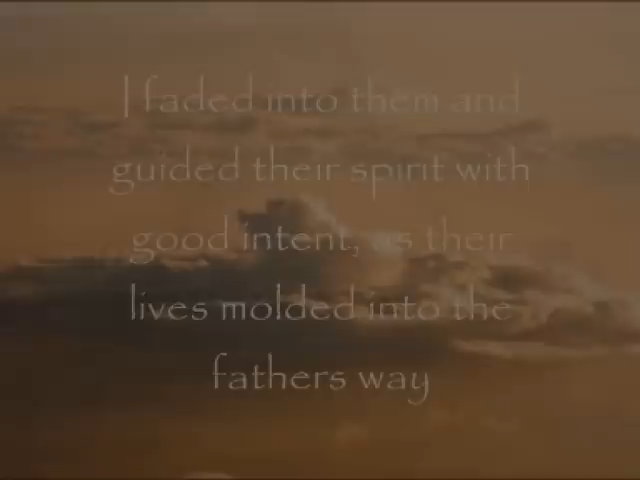 I faded into them and
guided their spirit with
good intent, as their
lives molded into the
fathers way